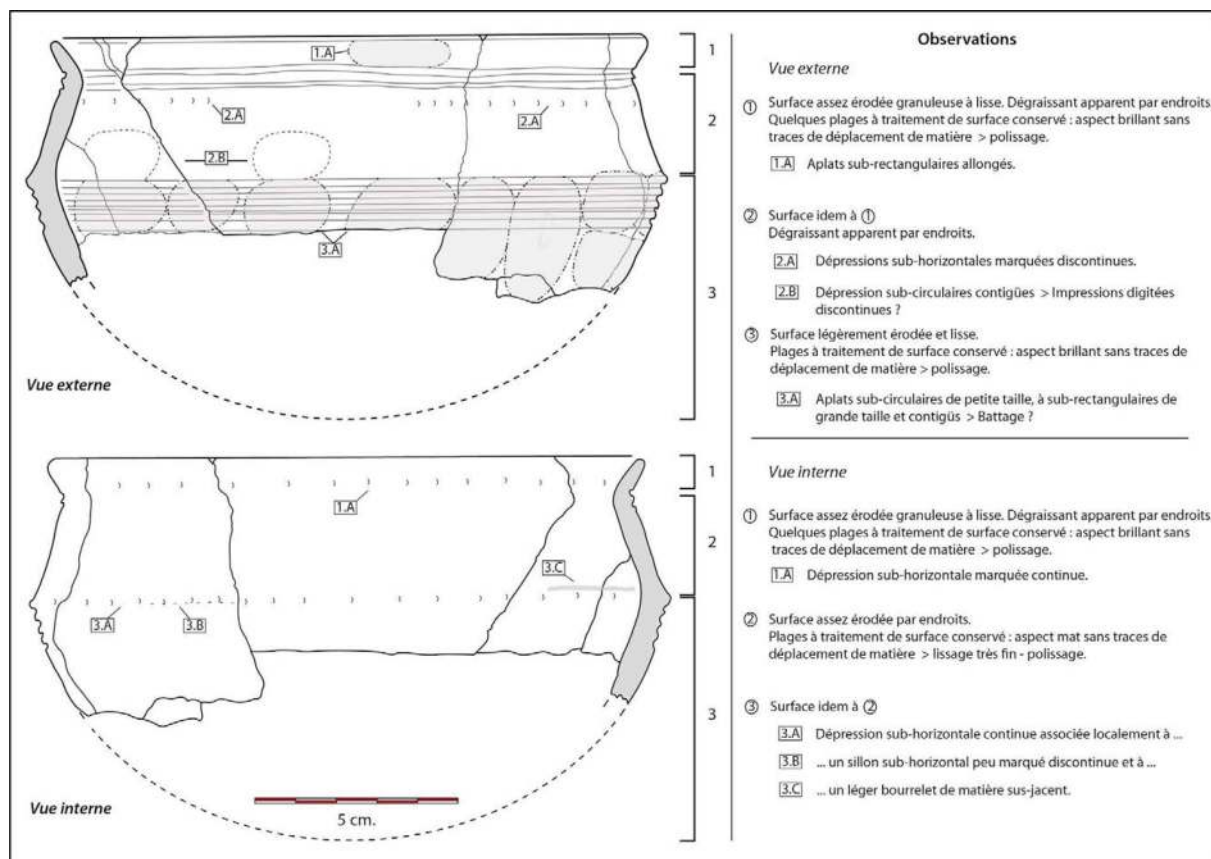 1.A
1
2.A
2.A
2
2.B
3.A
3
Vue externe
1
1.A
2
3.C
3.A
3.B
3
Vue interne
5 cm.
Observations
Vue externe
① Surface assez érodée granuleuse à lisse. Dégraissant apparent par endroits.
Quelques plages à traitement de surface conservé : aspect brillant sans
traces de déplacement de matière > polissage.
1.A Aplats sub-rectangulaires allongés.
② Surface idem à ①
Dégraissant apparent par endroits.
2.A Dépressions sub-horizontales marquées discontinues.
2.B Dépression sub-circulaires contigües > Impressions digitées
discontinues ?
③ Surface légèrement érodée et lisse.
Plages à traitement de surface conservé : aspect brillant sans traces de
déplacement de matière > polissage.
3.A Aplats sub-circulaires de petite taille, à sub-rectangulaires de
grande taille et contigüs > Battage ?
Vue interne
① Surface assez érodée granuleuse à lisse. Dégraissant apparent par endroits.
Quelques plages à traitement de surface conservé : aspect brillant sans
traces de déplacement de matière > polissage.
1.A Dépression sub-horizontale marquée continue.
② Surface assez érodée par endroits.
Plages à traitement de surface conservé : aspect mat sans traces de
déplacement de matière > lissage très fin - polissage.
③ Surface idem à ②
3.A Dépression sub-horizontale continue associée localement à ...
3.B ... un sillon sub-horizontal peu marqué discontinue et à ...
3.C ... un léger bourrelet de matière sus-jacent.